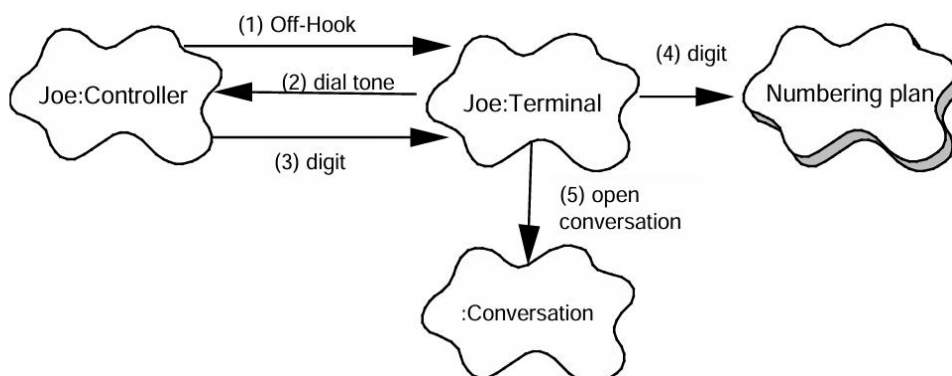 (1) Off-Hook
(4) digit
Joe:Controller
(2) dial tone
Joe:Terminal
Numbering plan
(3) digit
(5) open
conversation
:Conversation